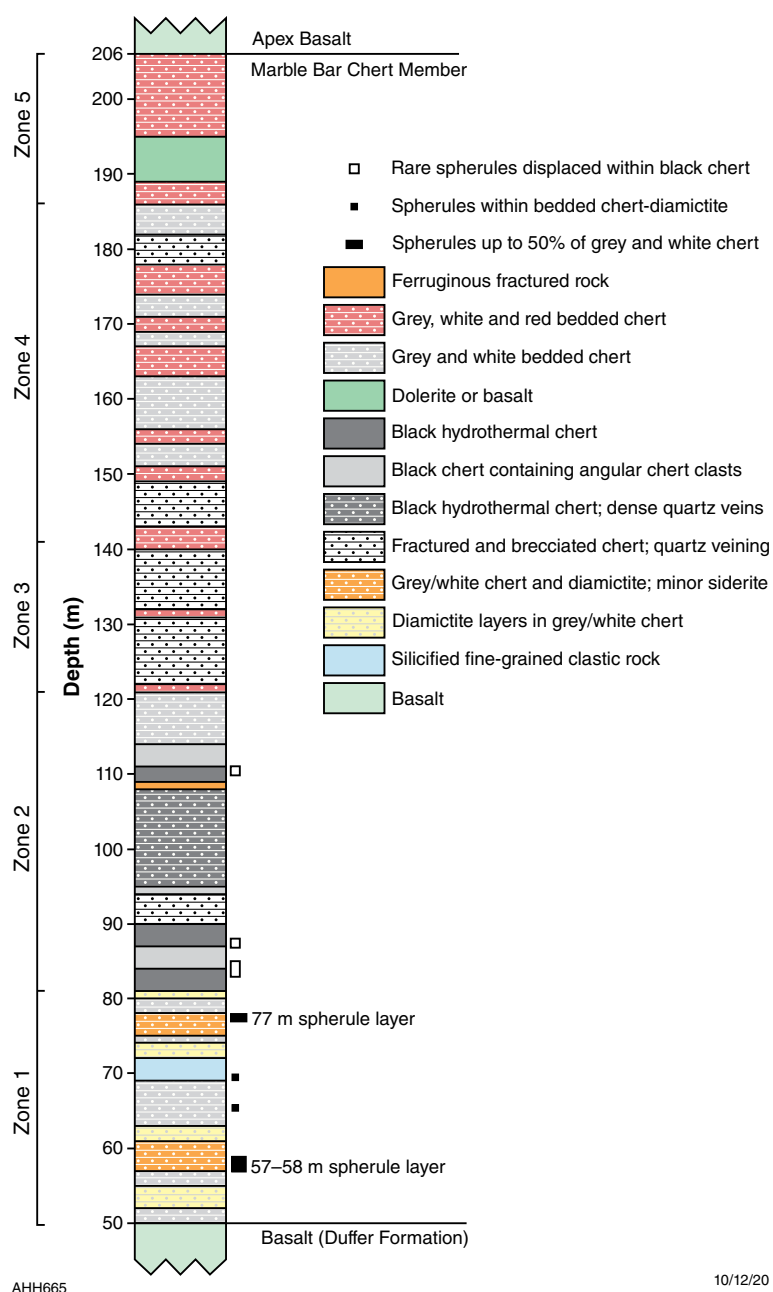 Apex Basalt
Marble Bar Chert Member
206
200
190
180
170
160
150
140
130
120
110
100
90
80
70
60
50
Depth (m)
Zone 5
Zone 4
Zone 3
Zone 2
Zone 1
Rare spherules displaced within black chert
Spherules within bedded chert-diamictite
Spherules up to 50% of grey and white chert
Ferruginous fractured rock
Grey, white and red bedded chert
Grey and white bedded chert
Dolerite or basalt
Black hydrothermal chert
Black chert containing angular chert clasts
Black hydrothermal chert; dense quartz veins
Fractured and brecciated chert; quartz veining
Grey/white chert and diamictite; minor siderite
Diamictite layers in grey/white chert
Silicified fine-grained clastic rock
Basalt
77 m spherule layer
57–58 m spherule layer
Basalt (Duffer Formation)
AHH665
10/12/20